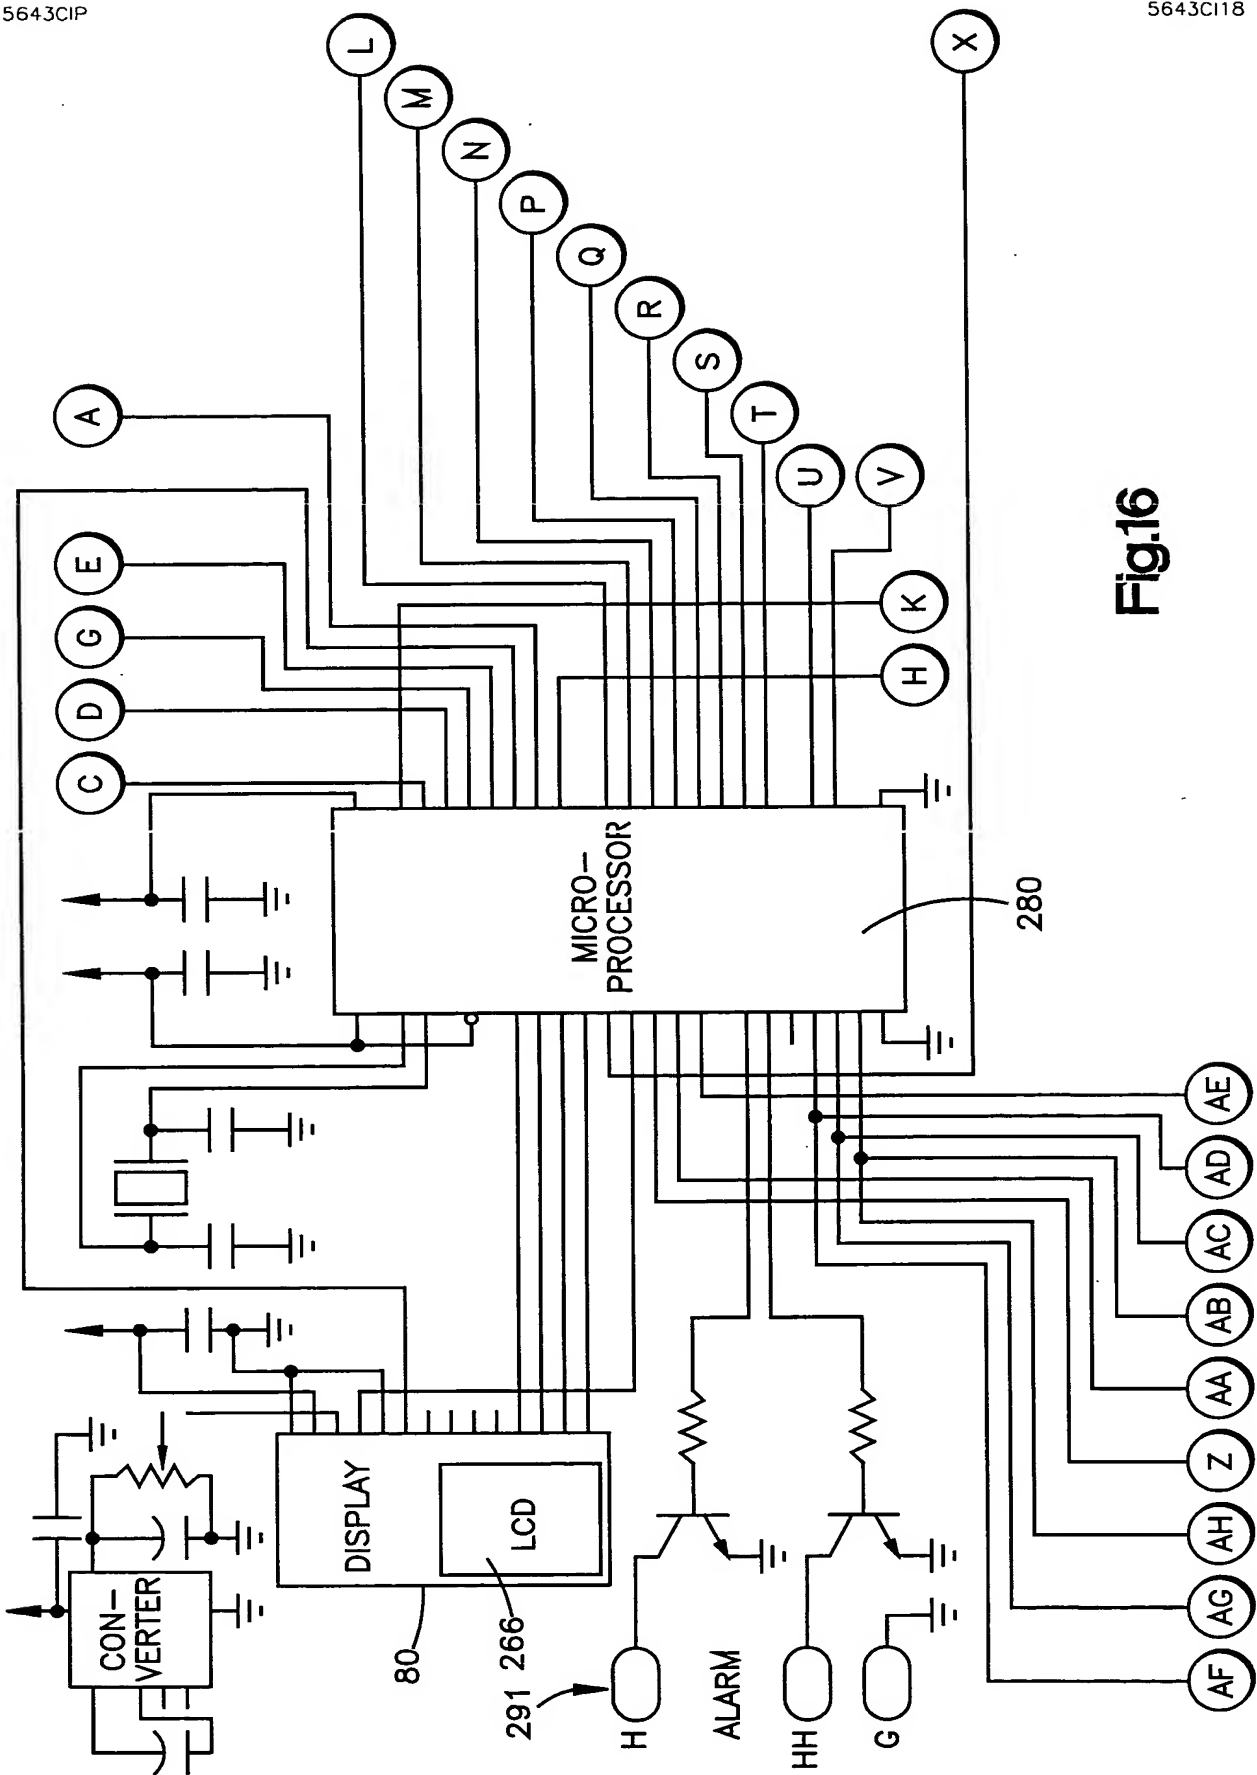 5643CIP
5643CI18
L
M
N
P
Q
R
S
T
U
V
X
A
E
G
D
C
K
H
MICRO-
PROCESSOR
280
CON-
VERTER
DISPLAY
LCD
80
266
291
H
ALARM
HH
G
AE
AD
AC
AB
AA
Z
AH
AG
AF
Fig.16